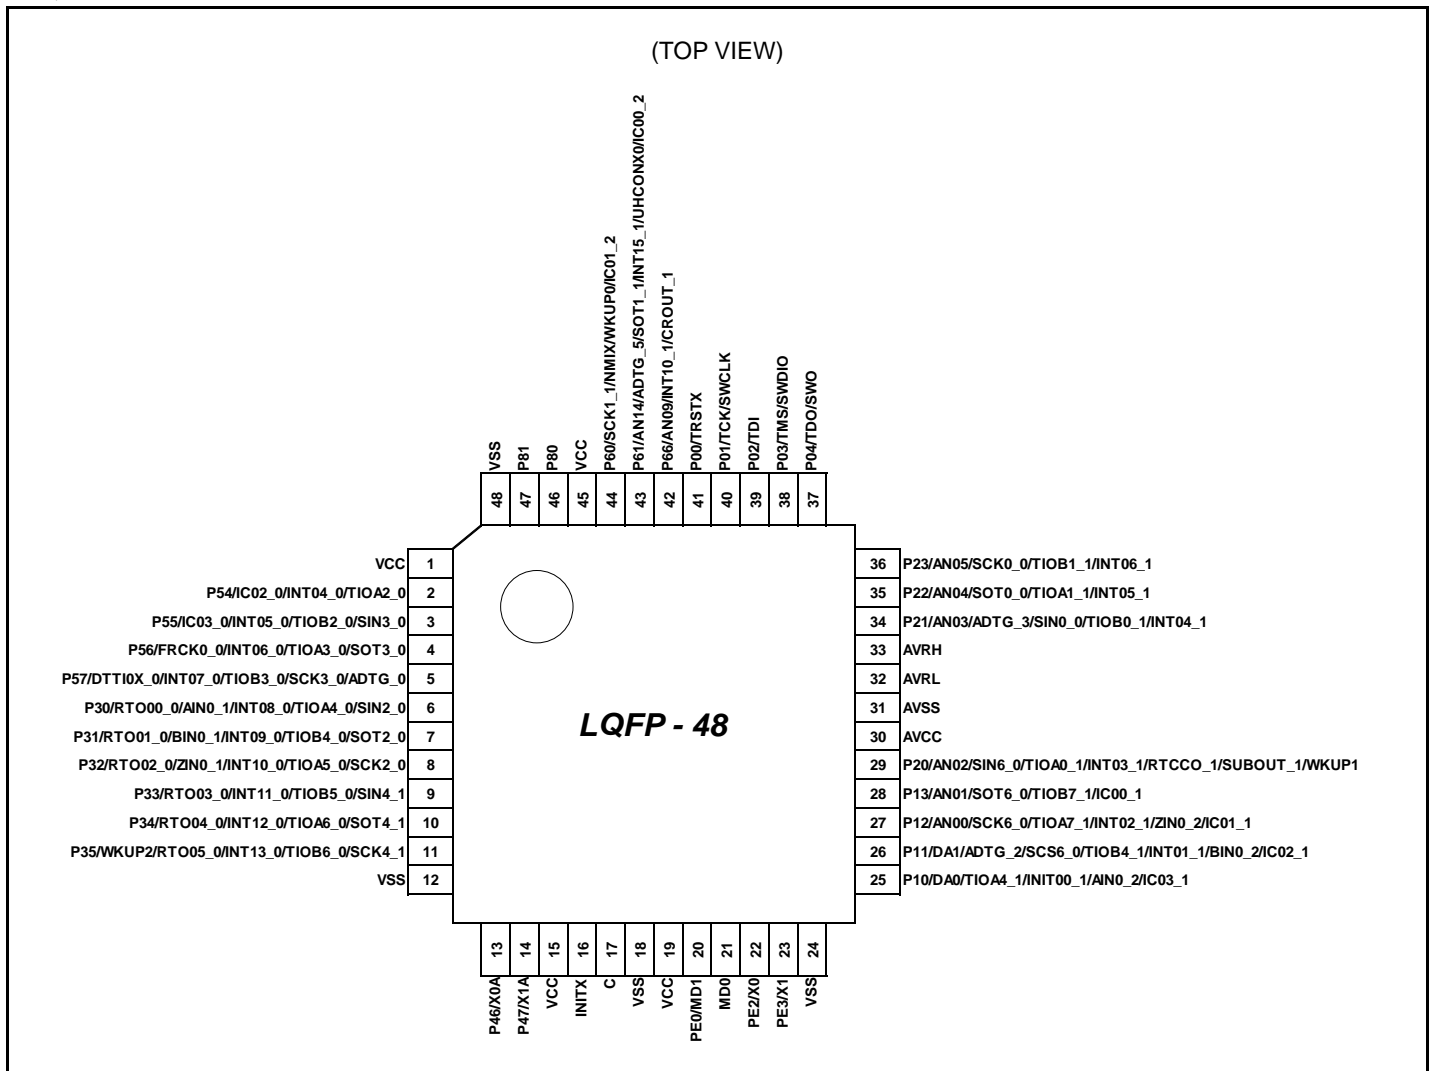 (TOP VIEW)
VSS
P81
P80
VCC
P60/SCK1_1/NMIX/WKUP0/IC01_2
P61/AN14/ADTG_5/SOT1_1/INT15_1/UHCONX0/IC00_2
P66/AN09/INT10_1/CROUT_1
P00/TRSTX
P01/TCK/SWCLK
P02/TDI
P03/TMS/SWDIO
P04/TDO/SWO
48 47 46 45 44 43 42 41 40 39 38 37
VCC 1
P54/IC02_0/INT04_0/TIOA2_0 2
P55/IC03_0/INT05_0/TIOB2_0/SIN3_0 3
P56/FRCK0_0/INT06_0/TIOA3_0/SOT3_0 4
P57/DTTI0X_0/INT07_0/TIOB3_0/SCK3_0/ADTG_0 5
P30/RTO00_0/AIN0_1/INT08_0/TIOA4_0/SIN2_0 6
P31/RTO01_0/BIN0_1/INT09_0/TIOB4_0/SOT2_0 7
P32/RTO02_0/ZIN0_1/INT10_0/TIOA5_0/SCK2_0 8
P33/RTO03_0/INT11_0/TIOB5_0/SIN4_1 9
P34/RTO04_0/INT12_0/TIOA6_0/SOT4_1 10
P35/WKUP2/RTO05_0/INT13_0/TIOB6_0/SCK4_1 11
VSS 12
LQFP - 48
36 P23/AN05/SCK0_0/TIOB1_1/INT06_1
35 P22/AN04/SOT0_0/TIOA1_1/INT05_1
34 P21/AN03/ADTG_3/SIN0_0/TIOB0_1/INT04_1
33 AVRH
32 AVRL
31 AVSS
30 AVCC
29 P20/AN02/SIN6_0/TIOA0_1/INT03_1/RTCCO_1/SUBOUT_1/WKUP1
28 P13/AN01/SOT6_0/TIOB7_1/IC00_1
27 P12/AN00/SCK6_0/TIOA7_1/INT02_1/ZIN0_2/IC01_1
26 P11/DA1/ADTG_2/SCS6_0/TIOB4_1/INT01_1/BIN0_2/IC02_1
25 P10/DA0/TIOA4_1/INIT00_1/AIN0_2/IC03_1
13 14 15 16 17 18 19 20 21 22 23 24
P46/X0A
P47/X1A
VCC
INITX
C
VSS
VCC
PE0/MD1
MD0
PE2/X0
PE3/X1
VSS